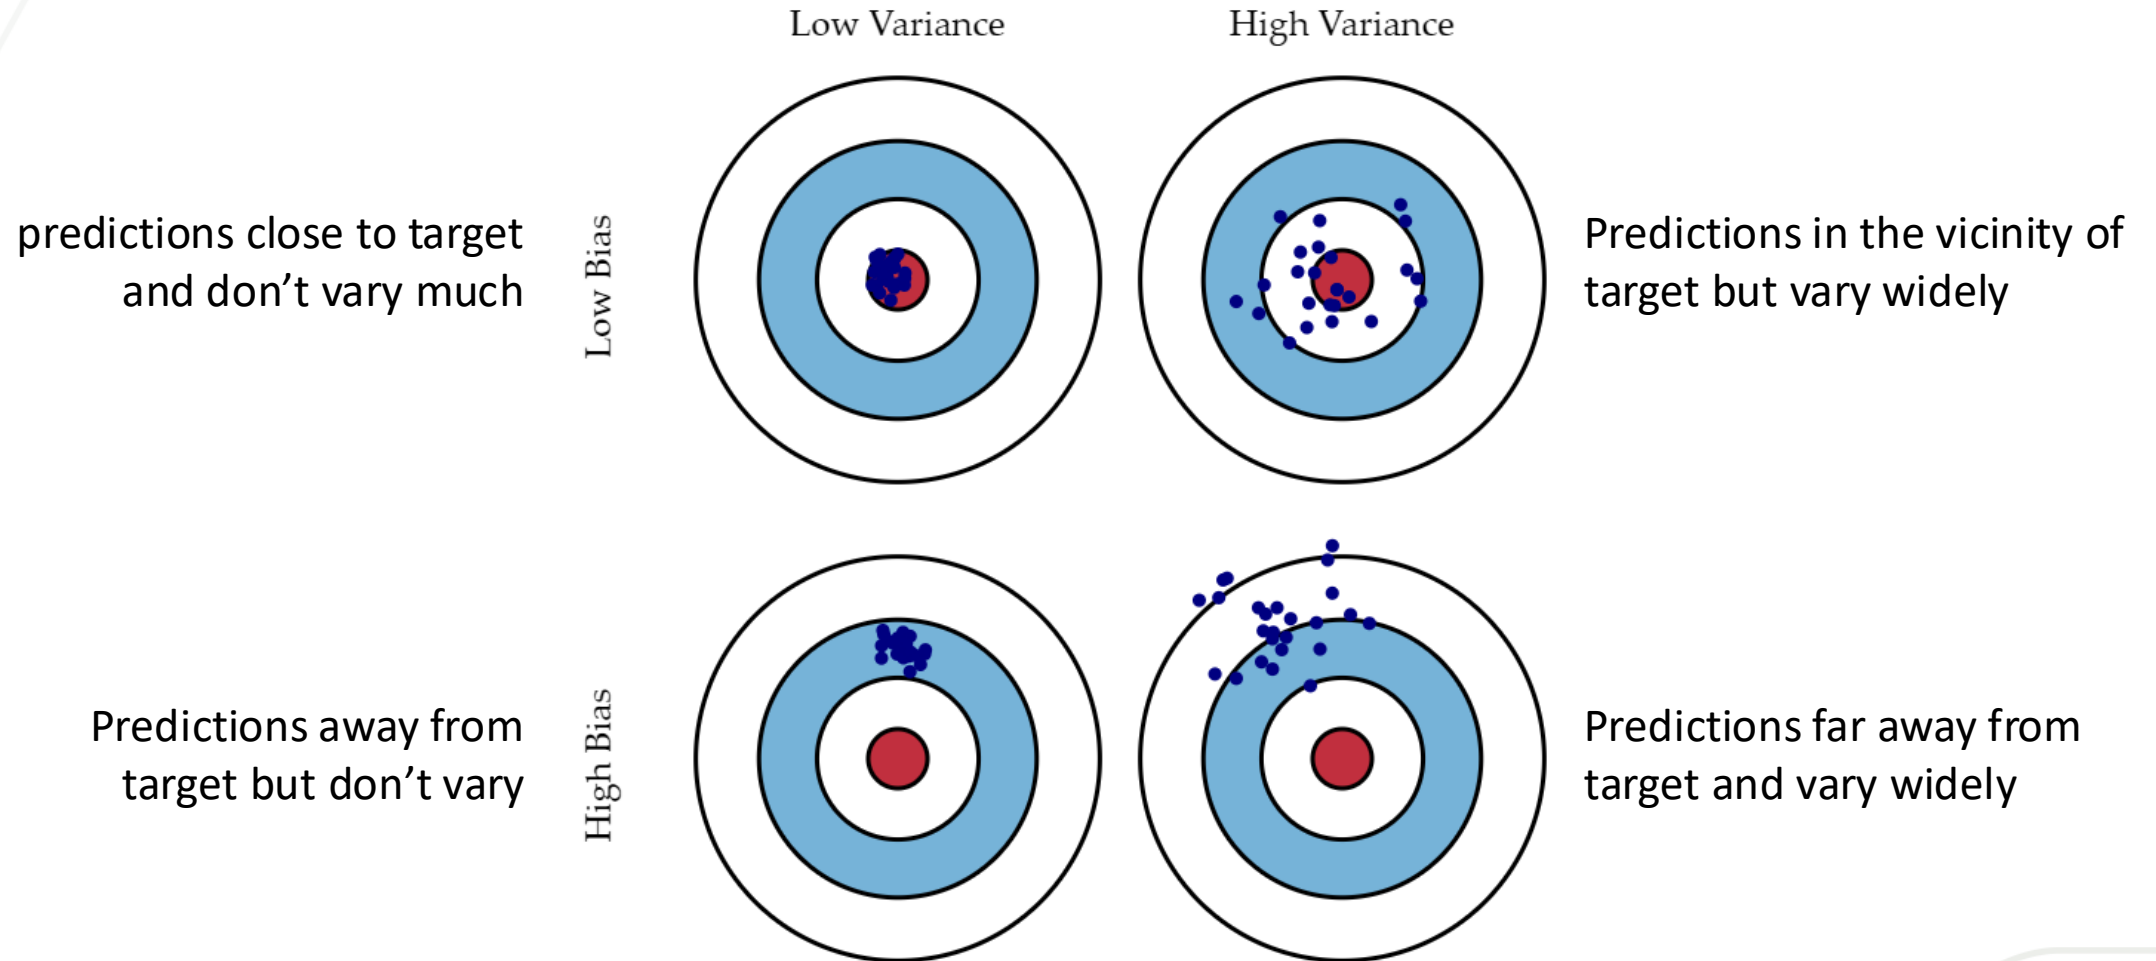 Low Variance
High Variance
predictions close to target
and don’t vary much
Low Bias
Predictions in the vicinity of
target but vary widely
Predictions away from
target but don’t vary
High Bias
Predictions far away from
target and vary widely